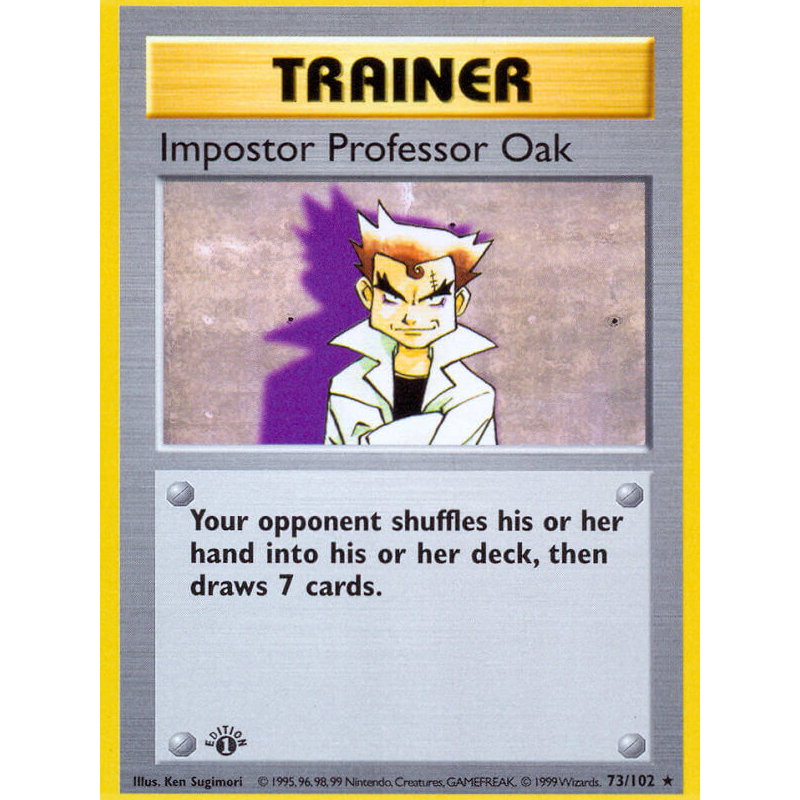 TRAINER
Impostor Professor Oak
Your opponent shuffles his or her
hand into his or her deck, then
draws 7 cards.
EDITION
1
Illus. Ken Sugimori © 1995, 96, 98, 99 Nintendo, Creatures, GAMEFREAK. © 1999 Wizards. 73/102 ★